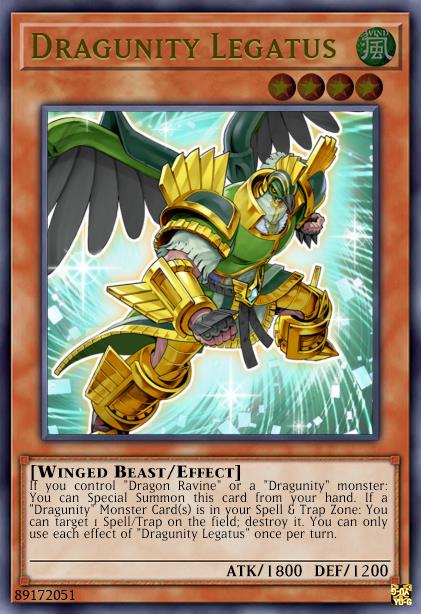 DRAGUNITY LEGATUS
WIND
風
[WINGED BEAST/EFFECT]
If you control "Dragon Ravine" or a "Dragunity" monster:
You can Special Summon this card from your hand. If a
"Dragunity" Monster Card(s) is in your Spell & Trap Zone: You
can target 1 Spell/Trap on the field; destroy it. You can only
use each effect of "Dragunity Legatus" once per turn.
ATK/1800 DEF/1200
89172051